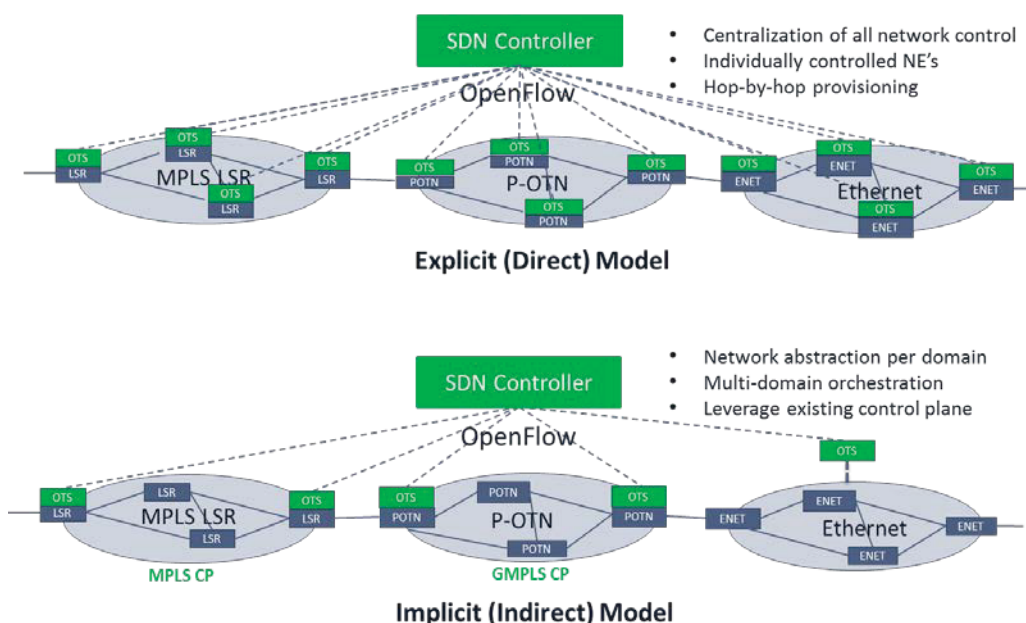 SDN Controller
• Centralization of all network control
• Individually controlled NE's
• Hop-by-hop provisioning
OpenFlow
OTS
LSR
OTS
LSR
MPLS LSR
OTS
LSR
OTS
LSR
OTS
POTN
OTS
POTN
P-OTN
OTS
POTN
OTS
POTN
OTS
ENET
OTS
ENET
Ethernet
OTS
ENET
OTS
ENET
Explicit (Direct) Model
SDN Controller
• Network abstraction per domain
• Multi-domain orchestration
• Leverage existing control plane
OpenFlow
OTS
LSR
LSR
MPLS LSR
LSR
OTS
LSR
MPLS CP
OTS
POTN
POTN
P-OTN
POTN
OTS
POTN
GMPLS CP
OTS
ENET
ENET
Ethernet
ENET
ENET
Implicit (Indirect) Model